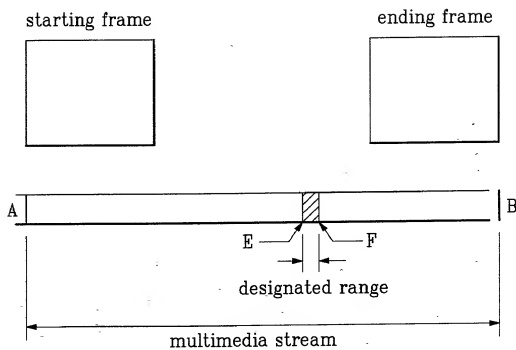 starting frame
ending frame
A
B
E
F
designated range
multimedia stream